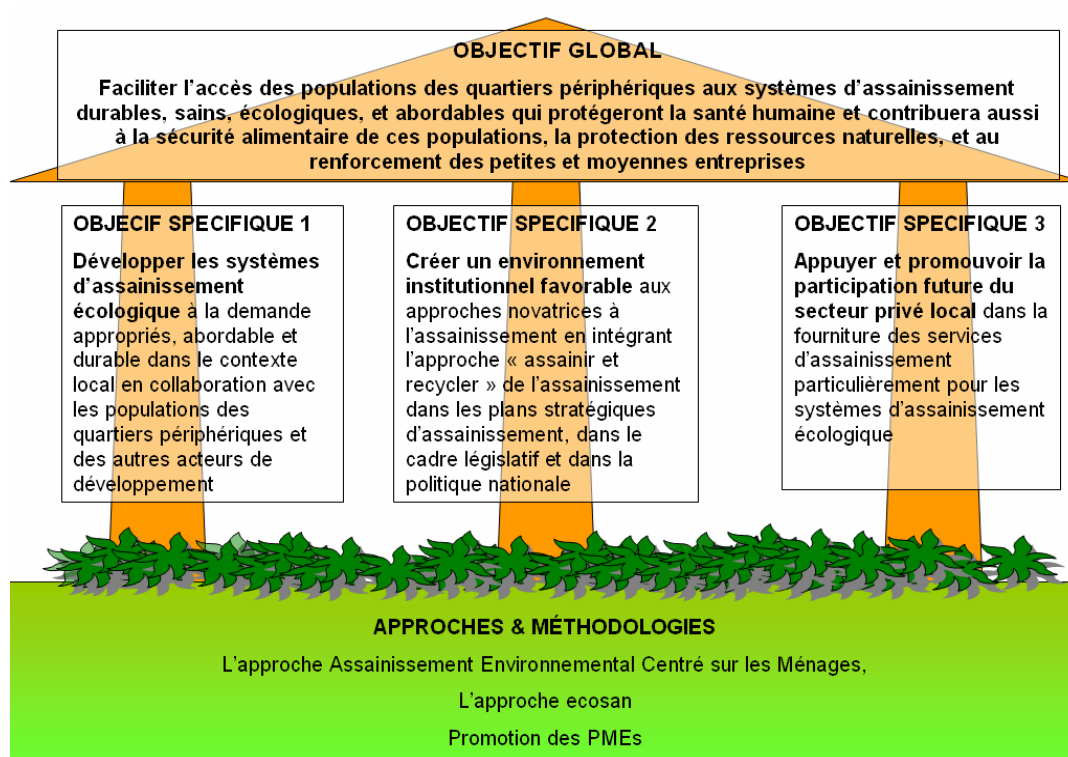 OBJECTIF GLOBAL
Faciliter l’accès des populations des quartiers périphériques aux systèmes d’assainissement
durables, sains, écologiques, et abordables qui protégeront la santé humaine et contribuera aussi
à la sécurité alimentaire de ces populations, la protection des ressources naturelles, et au
renforcement des petites et moyennes entreprises
OBJECIF SPECIFIQUE 1
Développer les systèmes
d’assainissement
écologique à la demande
appropriés, abordable et
durable dans le contexte
local en collaboration avec
les populations des
quartiers périphériques et
des autres acteurs de
développement
OBJECTIF SPECIFIQUE 2
Créer un environnement
institutionnel favorable aux
approches novatrices à
l’assainissement en intégrant
l’approche « assainir et
recycler » de l’assainissement
dans les plans stratégiques
d’assainissement, dans le
cadre législatif et dans la
politique nationale
OBJECTIF SPECIFIQUE 3
Appuyer et promouvoir la
participation future du
secteur privé local dans la
fourniture des services
d’assainissement
particulièrement pour les
systèmes d’assainissement
écologique
APPROCHES & MÉTHODOLOGIES
L’approche Assainissement Environnemental Centré sur les Ménages,
L’approche ecosan
Promotion des PMEs